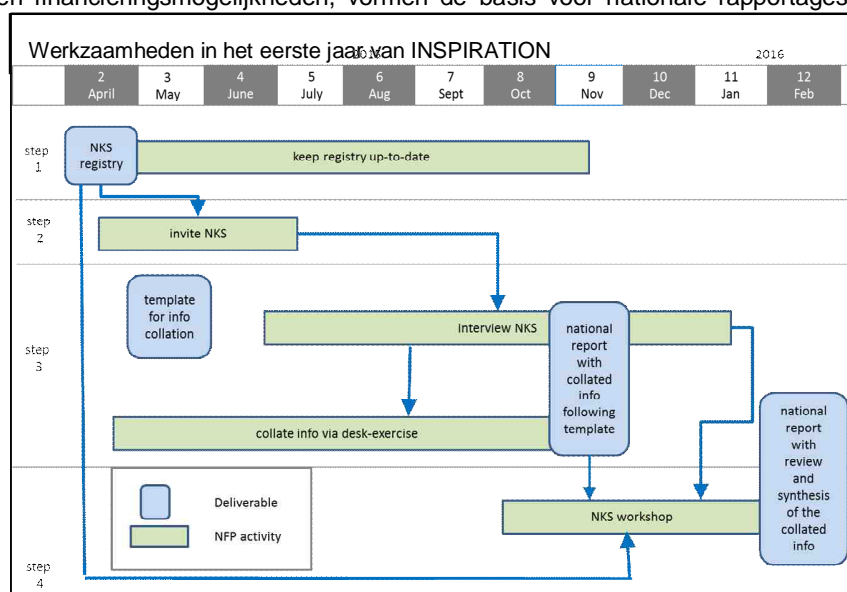 en financieringsmogelijkheden, vormen de basis voor nationale rapportages
Werkzaamheden in het eerste jaar van INSPIRATION
2016
2 3 4 5 6 7 8 9 10 11 12
April May June July Aug Sept Oct Nov Dec Jan Feb
step
1
NKS
registry
keep registry up-to-date
step
2
invite NKS
step
3
template
for info
collation
interview NKS
national
report
with
collated
info
following
template
collate info via desk-exercise
national
report
with
review
and
synthesis
of the
collated
info
Deliverable
NFP activity
NKS workshop
step
4